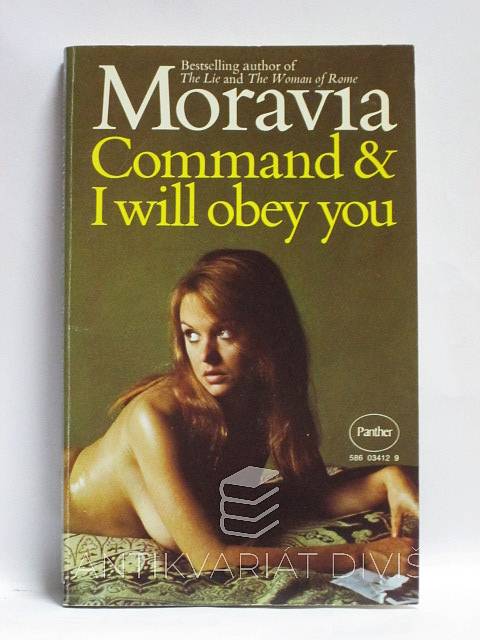 Bestselling author of
The Lie and The Woman of Rome
Moravia
Command &
I will obey you
Panther
586 03412 9
ANTIKVARIÁT DIVIŠ